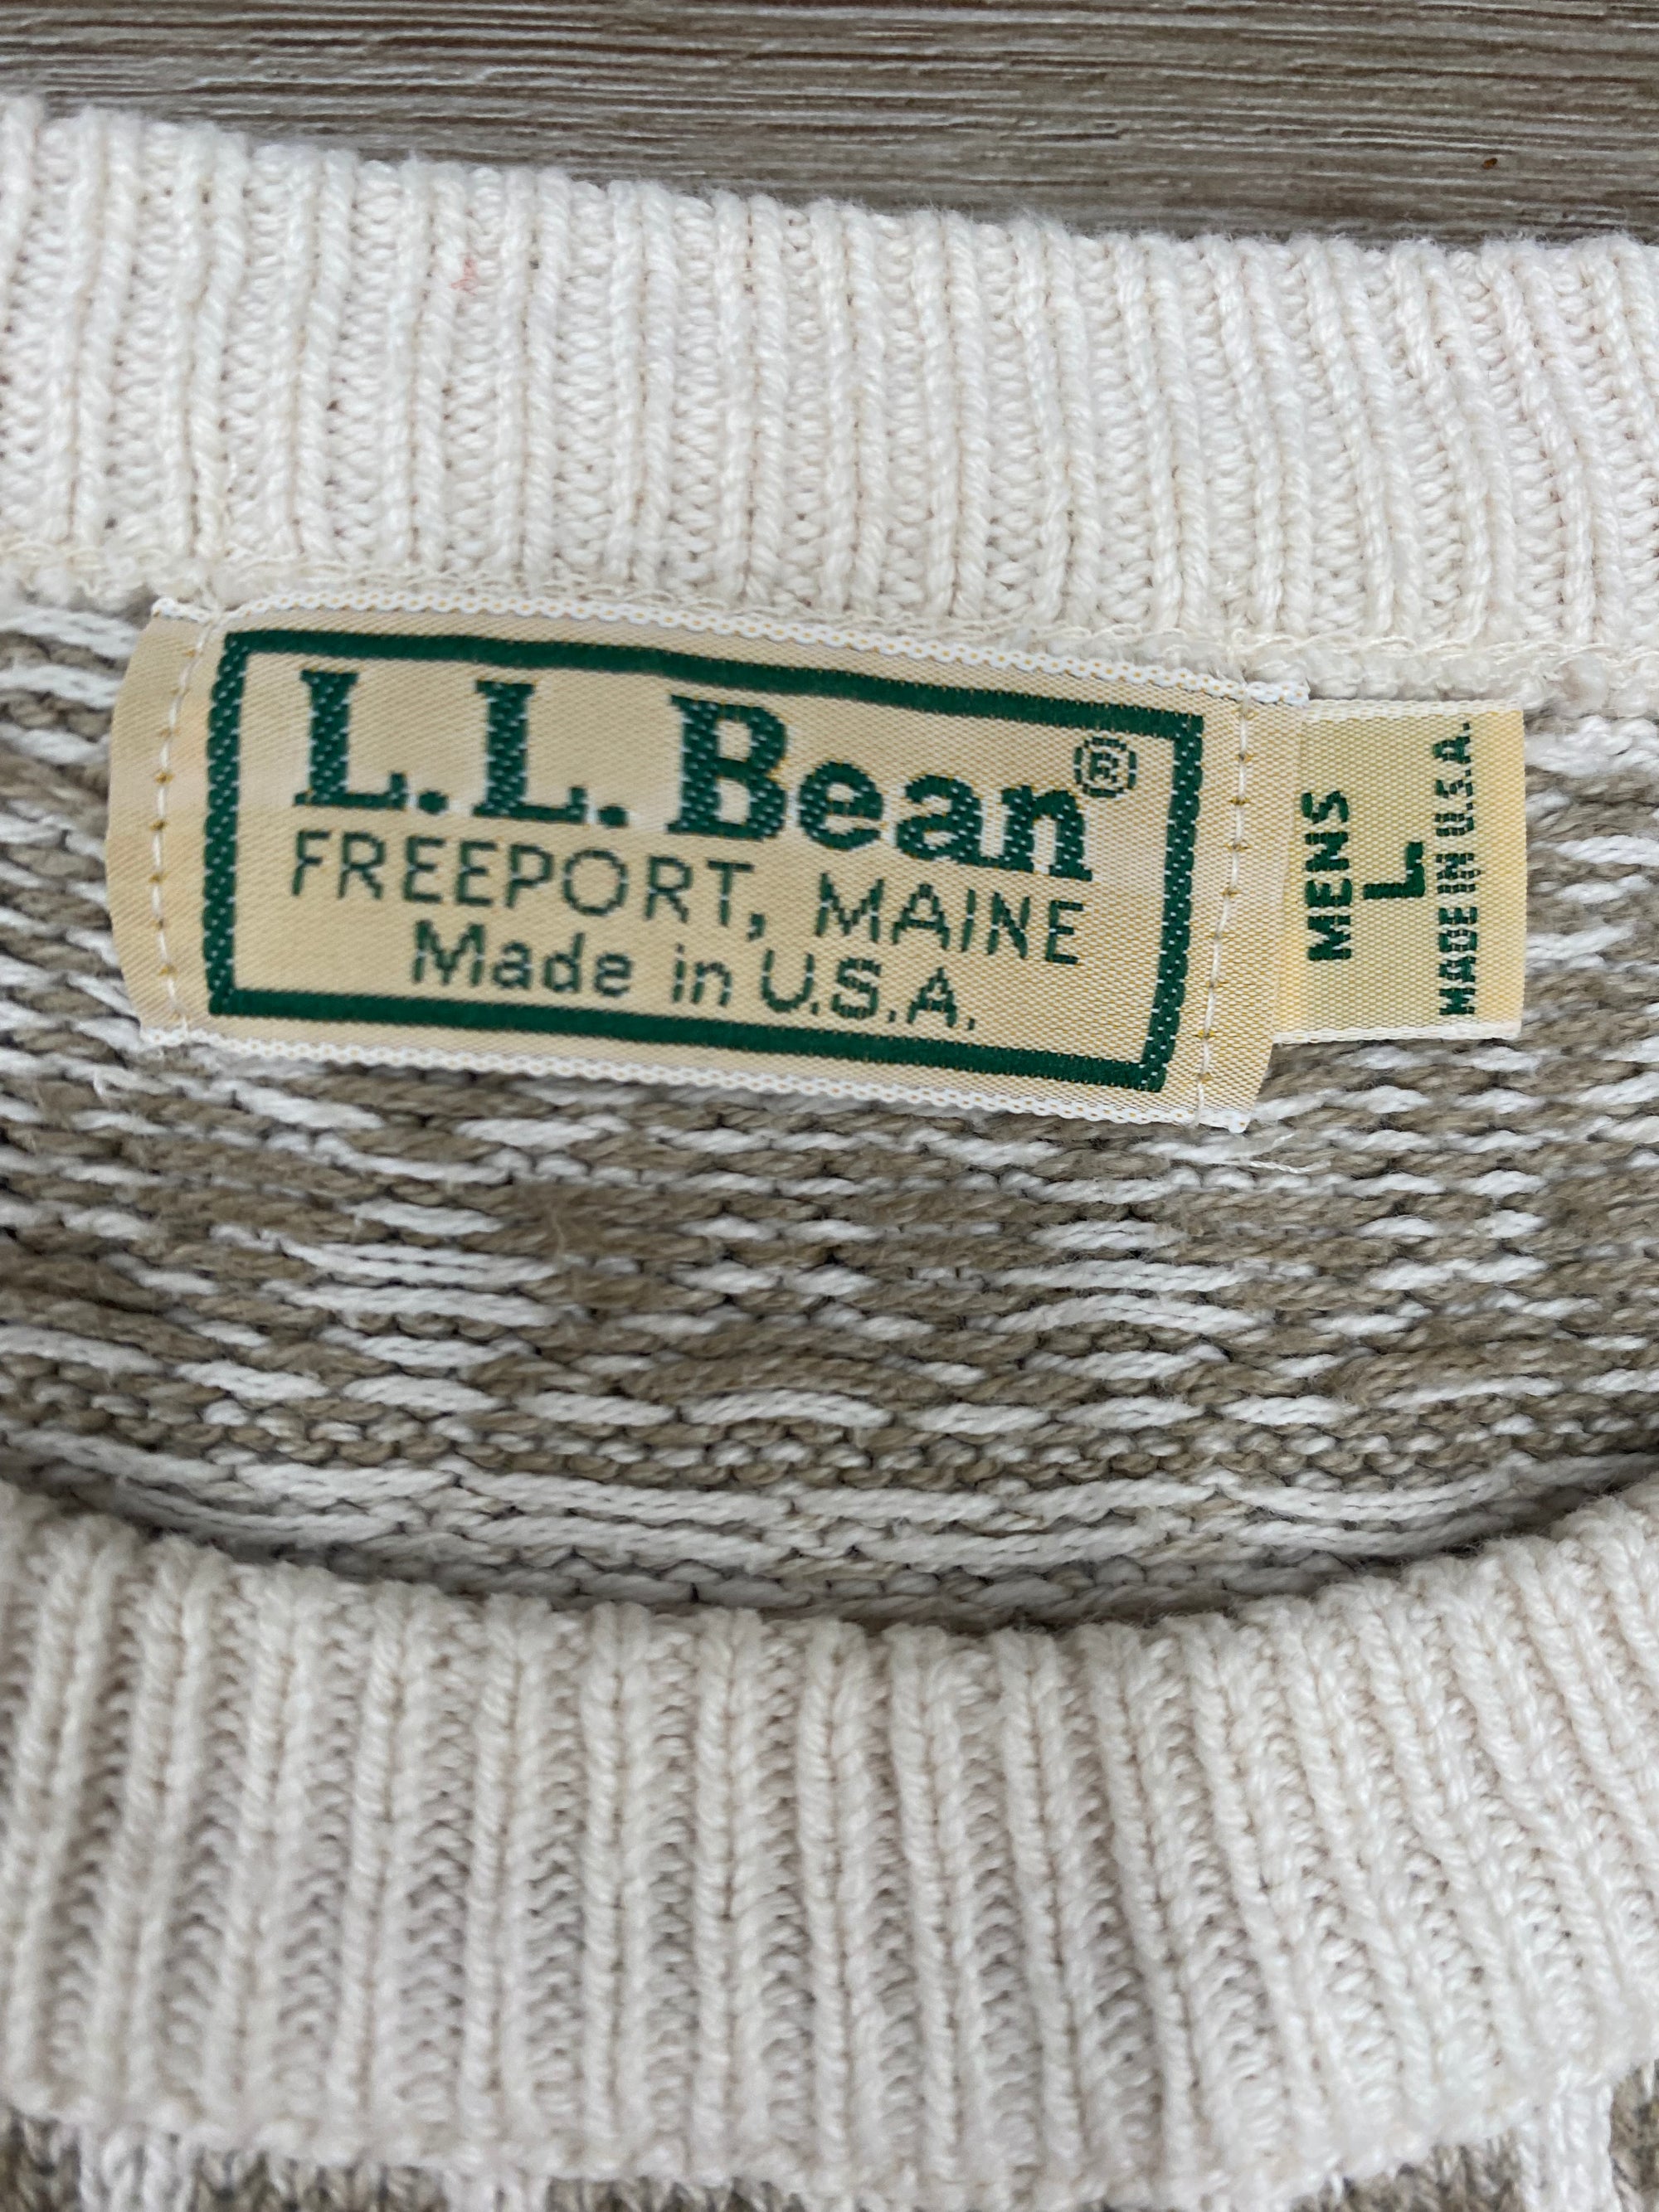 L.L.Bean®
FREEPORT, MAINE
Made in U.S.A.
MENS
L
MADE IN U.S.A.